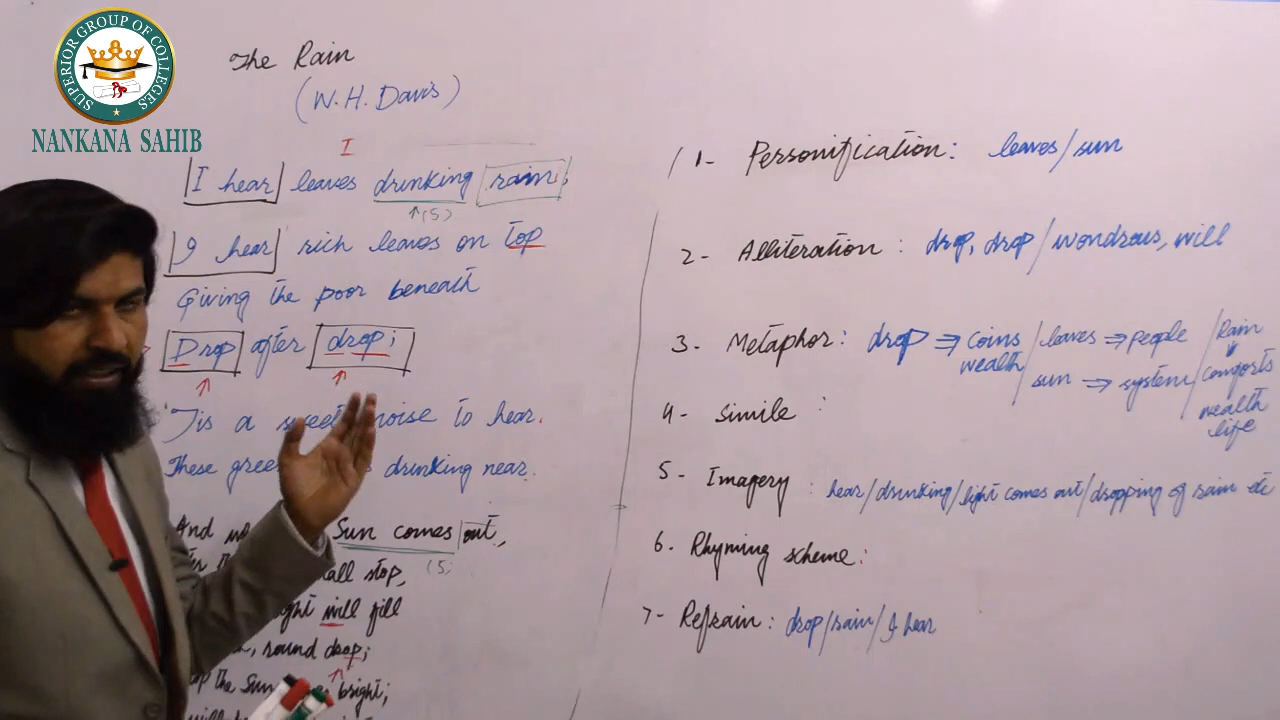 SUPERIOR GROUP OF COLLEGES
NANKANA SAHIB
The Rain
(W.H. Davis)
I
I hear leaves drinking rain;
(S)
I hear rich leaves on top
Giving the poor beneath
Drop after drop;
'Tis a sweet noise to hear.
These green drinking near.
And Sun comes out,
(S
stop,
will fill
, round drop;
the Sun bright;
1- Personification: leaves/sun
2- Alliteration: drop, drop/wondrous, will
3- Metaphor: drop ⇒ coins wealth / leaves ⇒ people / sun ⇒ system / Rain comforts wealth life
4- Simile :
5- Imagery : hear/drinking/light comes out/dropping of rain etc
6. Rhyming scheme:
7- Refrain: drop/rain/I hear